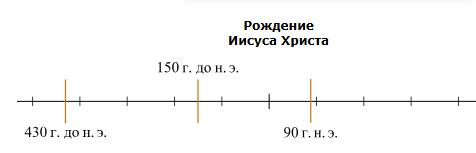 Рождение
Иисуса Христа
150 г. до н. э.
430 г. до н. э.
90 г. н. э.